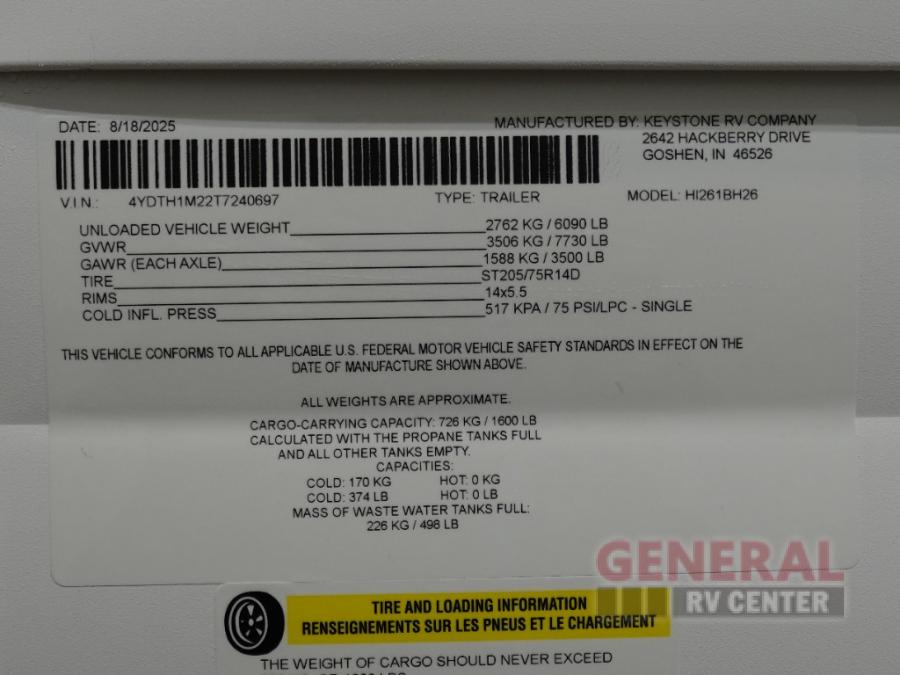 DATE: 8/18/2025
MANUFACTURED BY: KEYSTONE RV COMPANY
2642 HACKBERRY DRIVE
GOSHEN, IN 46526
V.I.N.: 4YDTH1M22T7240697 TYPE: TRAILER MODEL: HI261BH26
UNLOADED VEHICLE WEIGHT 2762 KG / 6090 LB
GVWR 3506 KG / 7730 LB
GAWR (EACH AXLE) 1588 KG / 3500 LB
TIRE ST205/75R14D
RIMS 14x5.5
COLD INFL. PRESS 517 KPA / 75 PSI/LPC - SINGLE
THIS VEHICLE CONFORMS TO ALL APPLICABLE U.S. FEDERAL MOTOR VEHICLE SAFETY STANDARDS IN EFFECT ON THE
DATE OF MANUFACTURE SHOWN ABOVE.
ALL WEIGHTS ARE APPROXIMATE.
CARGO-CARRYING CAPACITY: 726 KG / 1600 LB
CALCULATED WITH THE PROPANE TANKS FULL
AND ALL OTHER TANKS EMPTY.
CAPACITIES:
COLD: 170 KG HOT: 0 KG
COLD: 374 LB HOT: 0 LB
MASS OF WASTE WATER TANKS FULL:
226 KG / 498 LB
GENERAL
RV CENTER
TIRE AND LOADING INFORMATION
RENSEIGNEMENTS SUR LES PNEUS ET LE CHARGEMENT
THE WEIGHT OF CARGO SHOULD NEVER EXCEED